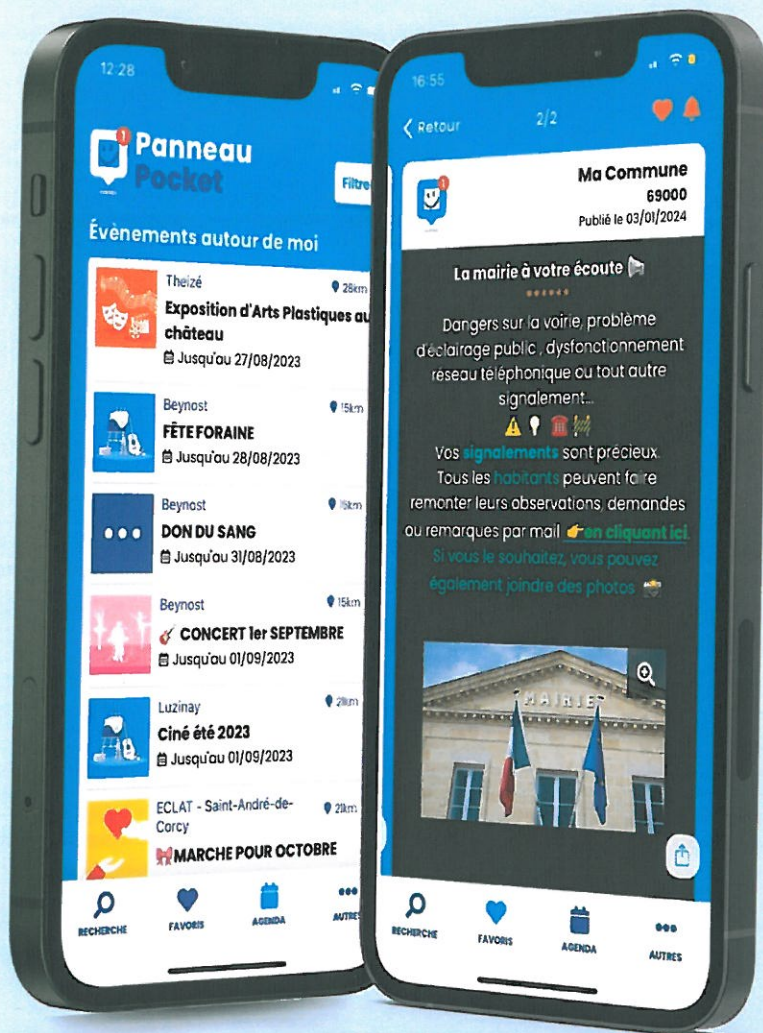 12:28
Panneau
Pocket
Filtre
Évènements autour de moi
Theizé
28km
Exposition d'Arts Plastiques au
château
Jusqu'au 27/08/2023
Beynost
15km
FÊTE FORAINE
Jusqu'au 28/08/2023
Beynost
15km
DON DU SANG
Jusqu'au 31/08/2023
Beynost
15km
CONCERT 1er SEPTEMBRE
Jusqu'au 01/09/2023
Luzinay
21km
Ciné été 2023
Jusqu'au 01/09/2023
ECLAT - Saint-André-de-
Corcy
21km
MARCHE POUR OCTOBRE
RECHERCHE
FAVORIS
AGENDA
AUTRES
16:55
Retour
2/2
Ma Commune
69000
Publié le 03/01/2024
La mairie à votre écoute
Dangers sur la voirie, problème
d'éclairage public , dysfonctionnement
réseau téléphonique ou tout autre
signalement...
Vos signalements sont précieux.
Tous les habitants peuvent faire
remonter leurs observations, demandes
ou remarques par mail 👉 en cliquant ici.
Si vous le souhaitez, vous pouvez
également joindre des photos
MAIRIE
RECHERCHE
FAVORIS
AGENDA
AUTRES